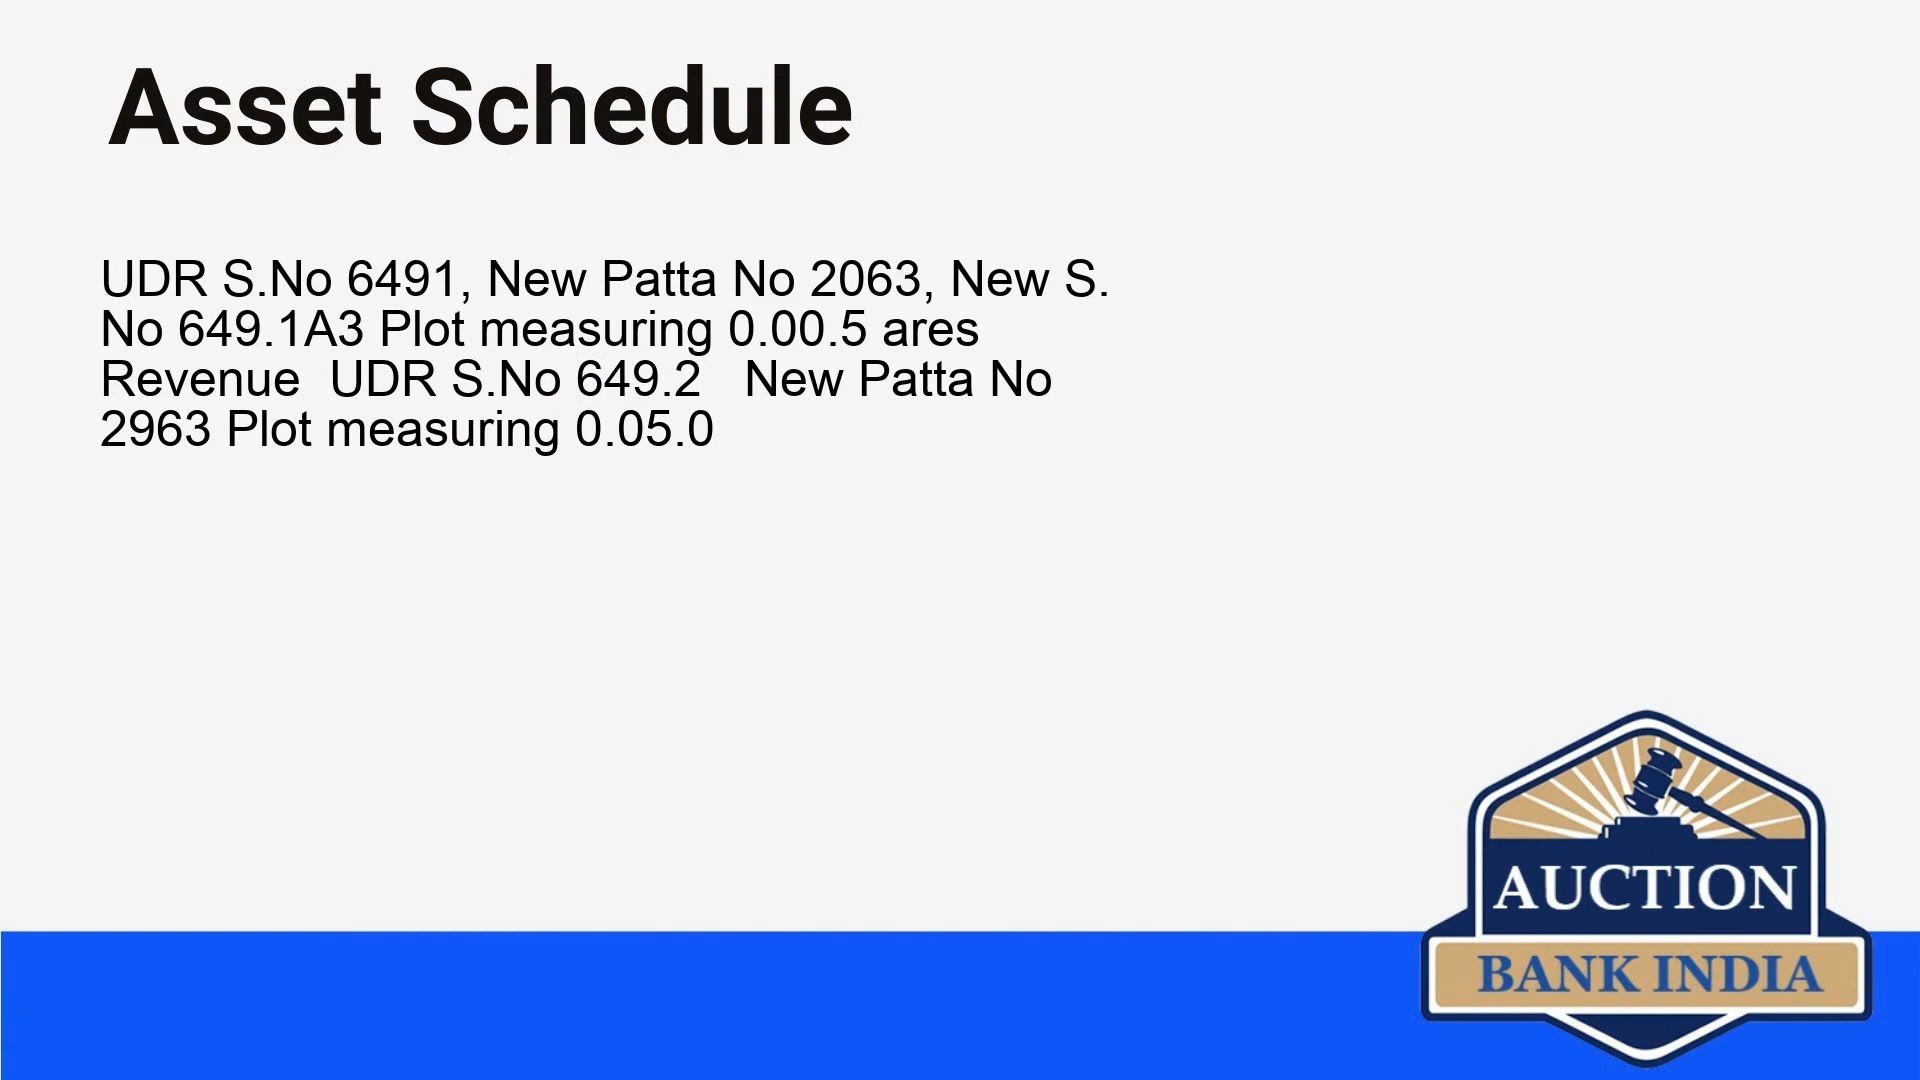 Asset Schedule
UDR S.No 6491, New Patta No 2063, New S.
No 649.1A3 Plot measuring 0.00.5 ares
Revenue  UDR S.No 649.2   New Patta No
2963 Plot measuring 0.05.0
AUCTION
BANK INDIA